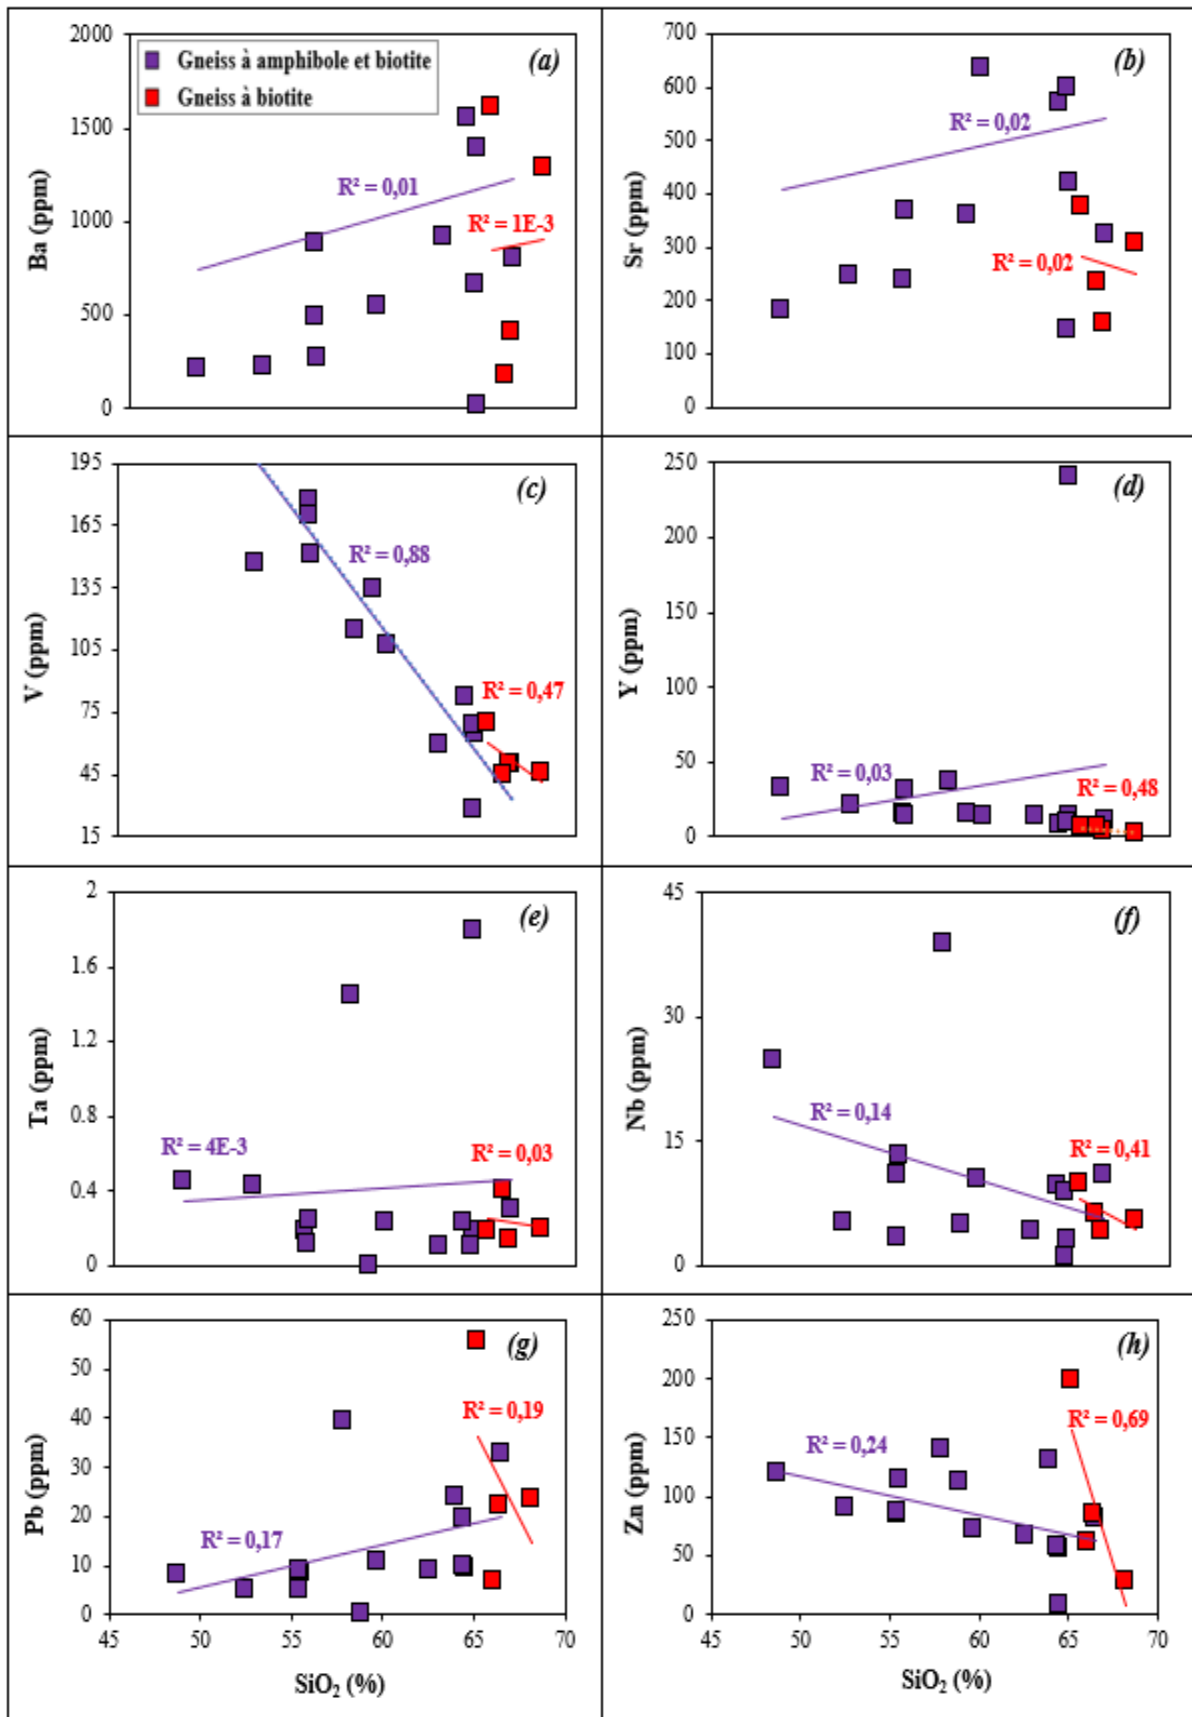 2000
(a)
Gneiss à amphibole et biotite
Gneiss à biotite
1500
1000
500
0
Ba (ppm)
R² = 0,01
R² = 1E-3
700
(b)
600
500
400
300
200
100
0
Sr (ppm)
R² = 0,02
R² = 0,02
195
(c)
165
135
105
75
45
15
V (ppm)
R² = 0,88
R² = 0,47
250
(d)
200
150
100
50
0
Y (ppm)
R² = 0,03
R² = 0,48
2
(e)
1.6
1.2
0.8
0.4
0
Ta (ppm)
R² = 4E-3
R² = 0,03
45
(f)
30
15
0
Nb (ppm)
R² = 0,14
R² = 0,41
60
(g)
50
40
30
20
10
0
Pb (ppm)
R² = 0,17
R² = 0,19
45 50 55 60 65 70
SiO₂ (%)
250
(h)
200
150
100
50
0
Zn (ppm)
R² = 0,24
R² = 0,69
45 50 55 60 65 70
SiO₂ (%)